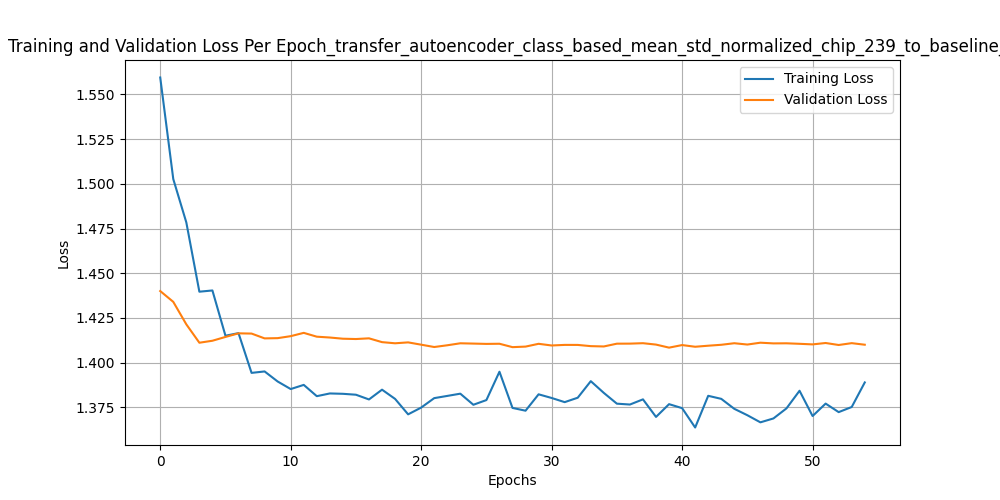 Training and Validation Loss Per Epoch_transfer_autoencoder_class_based_mean_std_normalized_chip_239_to_baseline_
Training Loss
Validation Loss
1.550
1.525
1.500
1.475
1.450
1.425
1.400
1.375
Loss
0 10 20 30 40 50
Epochs